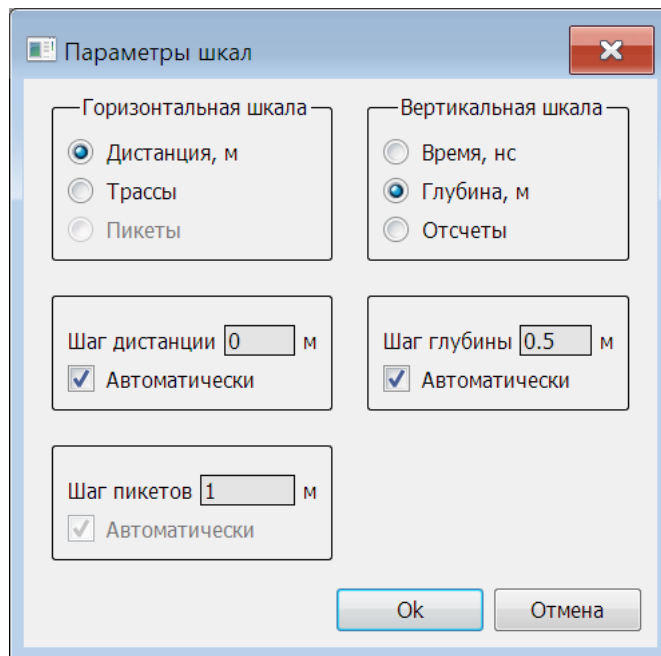 Параметры шкал
Горизонтальная шкала
Дистанция, м
Трассы
Пикеты
Вертикальная шкала
Время, нс
Глубина, м
Отсчеты
Шаг дистанции 0 м
Автоматически
Шаг глубины 0.5 м
Автоматически
Шаг пикетов 1 м
Автоматически
Ok
Отмена